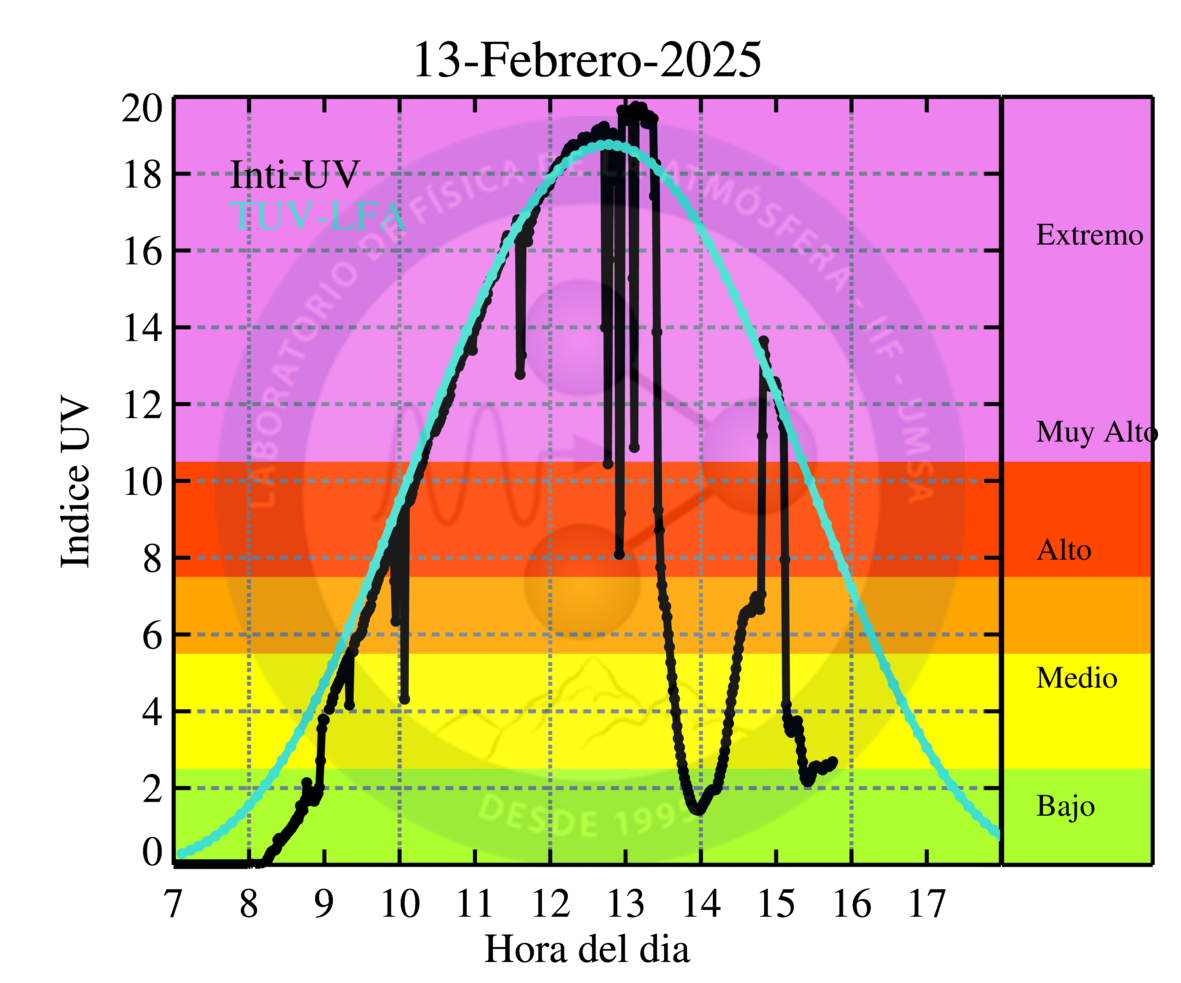 13-Febrero-2025
Inti-UV
TUV-LFA
Indice UV
20
18
16
14
12
10
8
6
4
2
0
7 8 9 10 11 12 13 14 15 16 17
Hora del dia
Extremo
Muy Alto
Alto
Medio
Bajo
LABORATORIO DE FÍSICA DE LA ATMÓSFERA - IIF - UMSA
DESDE 1995